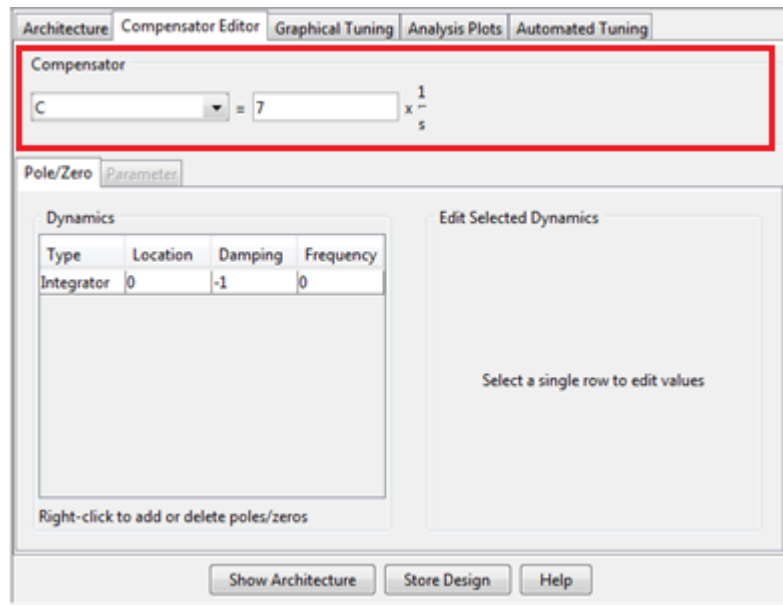 Architecture Compensator Editor Graphical Tuning Analysis Plots Automated Tuning
Compensator
C = 7 x 1
s
Pole/Zero Parameter
Dynamics
Type Location Damping Frequency
Integrator 0 -1 0
Right-click to add or delete poles/zeros
Edit Selected Dynamics
Select a single row to edit values
Show Architecture Store Design Help